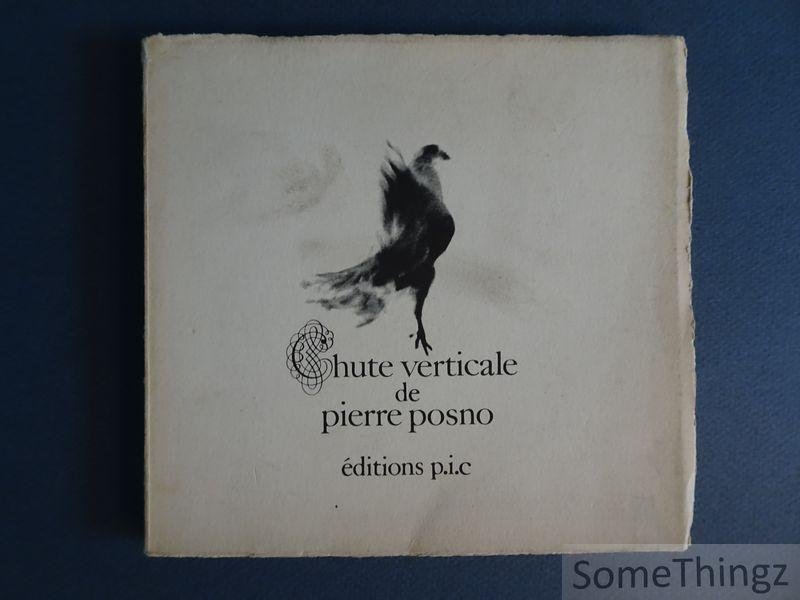 Chute verticale
de
pierre posno
éditions p.i.c
SomeThingz